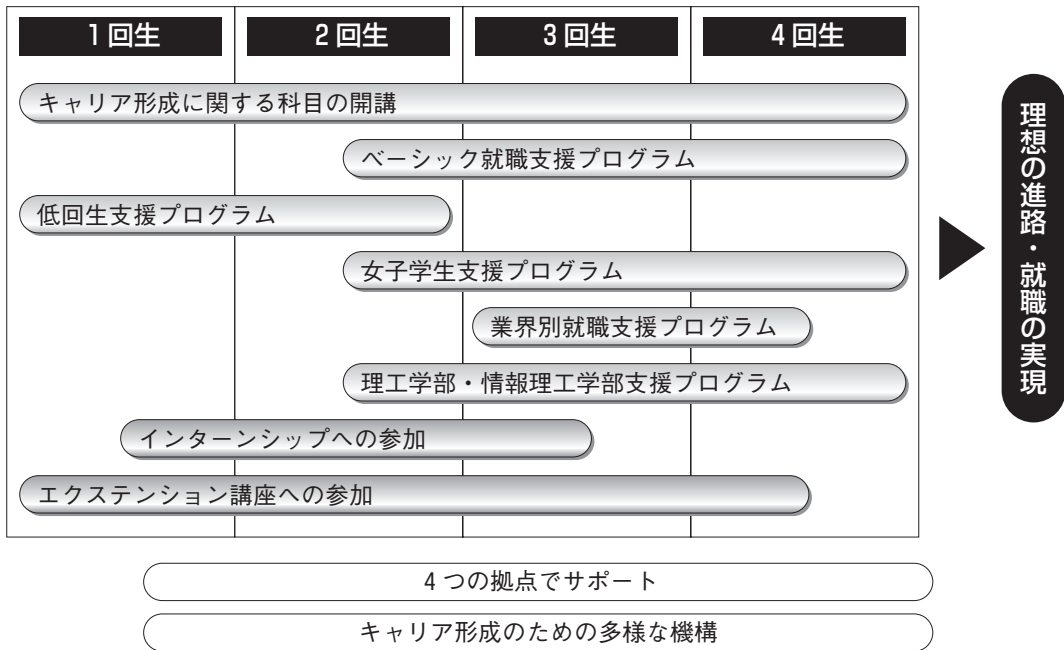 1回生
2回生
3回生
4回生
キャリア形成に関する科目の開講
ベーシック就職支援プログラム
低回生支援プログラム
女子学生支援プログラム
業界別就職支援プログラム
理工学部・情報理工学部支援プログラム
インターンシップへの参加
エクステンション講座への参加
理想の進路・就職の実現
4つの拠点でサポート
キャリア形成のための多様な機構